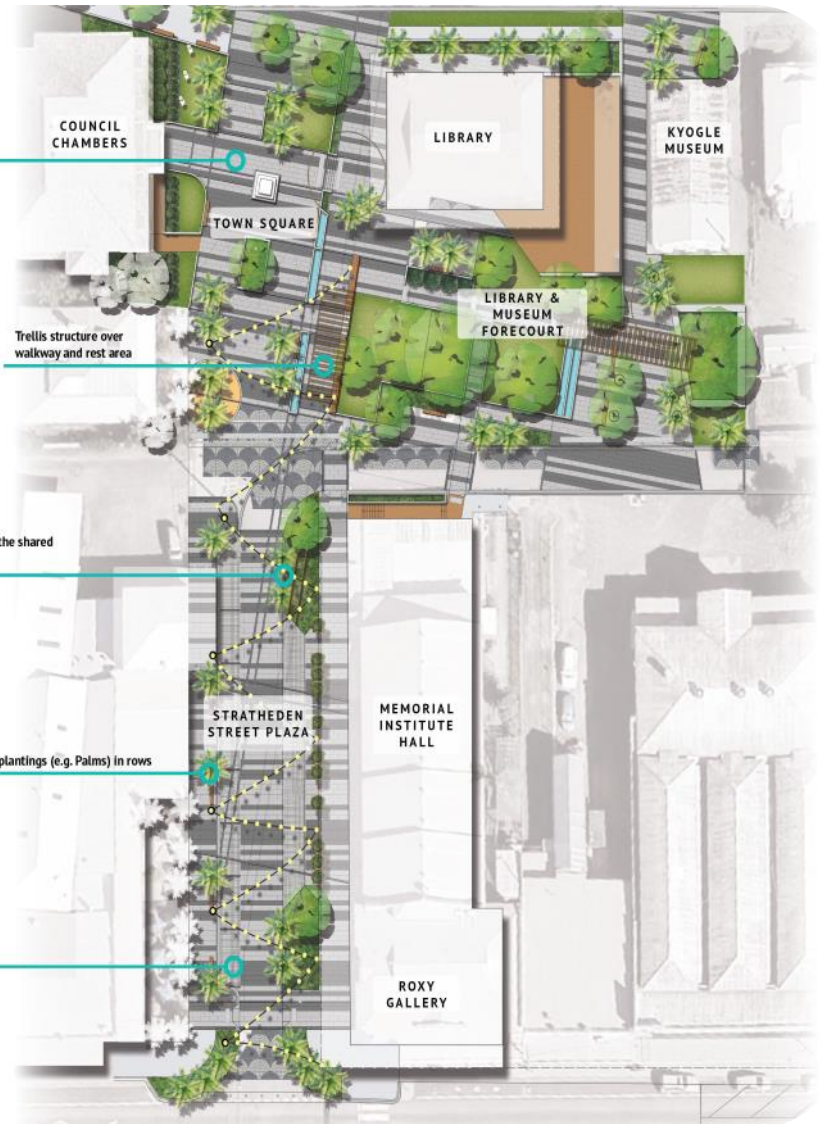 COUNCIL
CHAMBERS
LIBRARY
KYOGLE
MUSEUM
TOWN SQUARE
LIBRARY &
MUSEUM
FORECOURT
Trellis structure over
walkway and rest area
the shared
STRATHEDEN
STREET PLAZA
MEMORIAL
INSTITUTE
HALL
plantings (e.g. Palms) in rows
ROXY
GALLERY